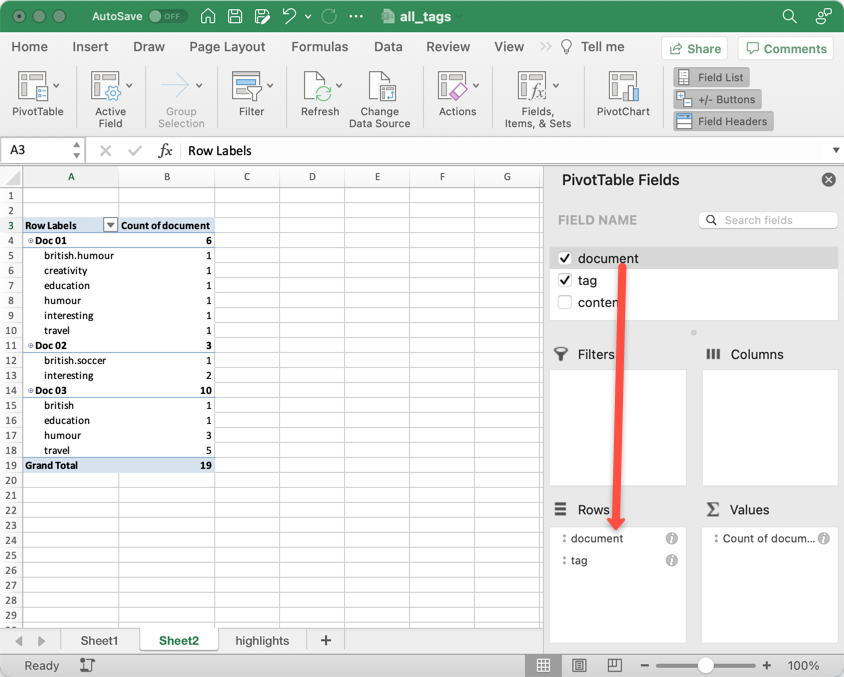 AutoSave OFF all_tags
Home Insert Draw Page Layout Formulas Data Review View Tell me Share Comments
PivotTable
Active
Field
Group
Selection
Filter
Refresh
Change
Data Source
Actions
Fields,
Items, & Sets
PivotChart
Field List
+/- Buttons
Field Headers
A3 fx Row Labels
A B C D E F G
1
2
3 Row Labels Count of document
4 Doc 01 6
5 british.humour 1
6 creativity 1
7 education 1
8 humour 1
9 interesting 1
10 travel 1
11 Doc 02 3
12 british.soccer 1
13 interesting 2
14 Doc 03 10
15 british 1
16 education 1
17 humour 3
18 travel 5
19 Grand Total 19
20
21
22
23
24
25
26
27
28
29
PivotTable Fields
FIELD NAME Search fields
document
tag
Filters Columns
Rows Values
document Count of docum...
tag
Sheet1 Sheet2 highlights +
Ready 100%